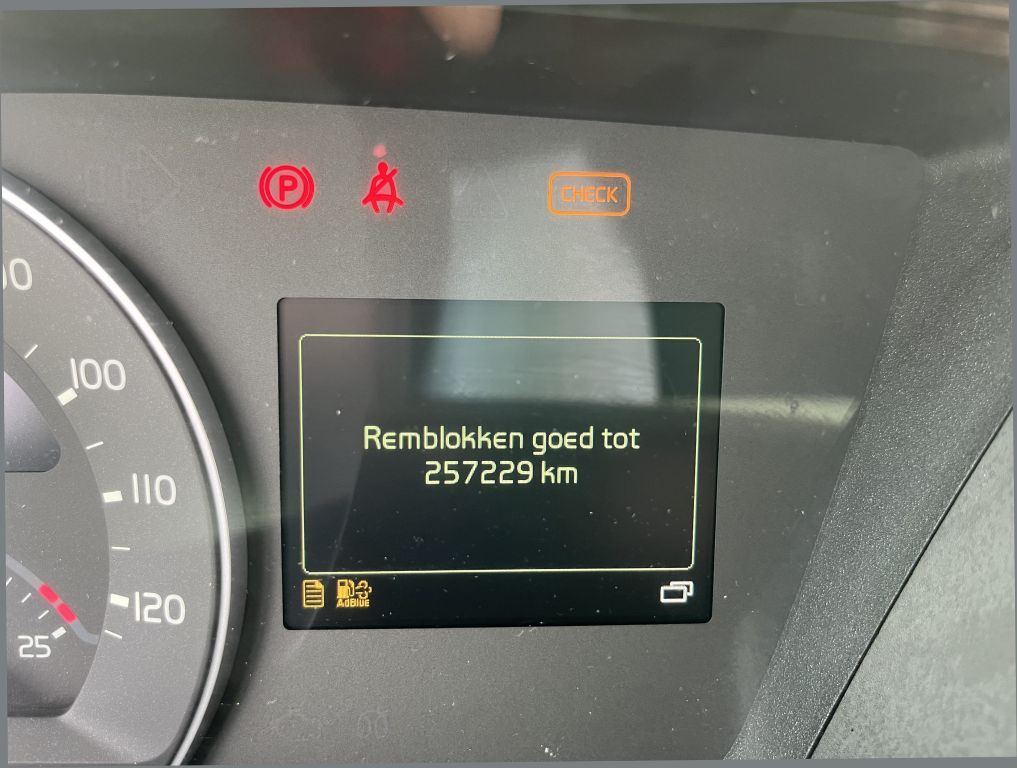 P
CHECK
100
110
120
25
Remblokken goed tot
257229 km
AdBlue